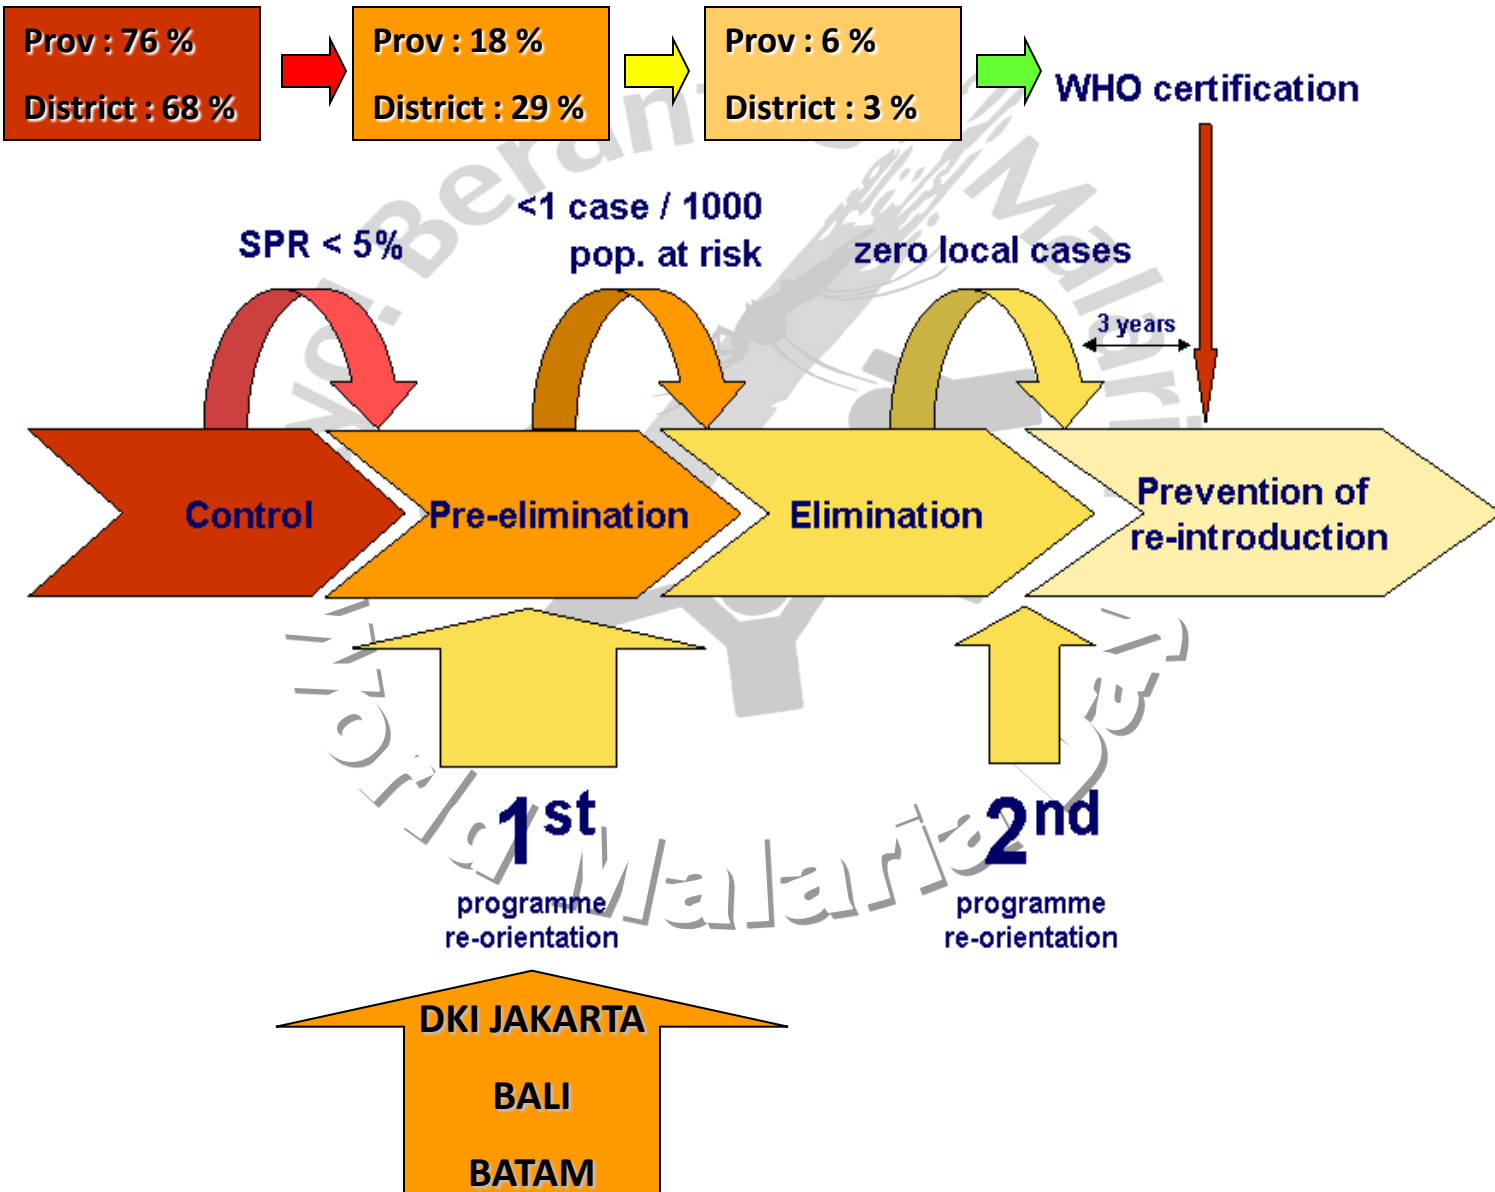 Prov : 76 %
District : 68 %
Prov : 18 %
District : 29 %
Prov : 6 %
District : 3 %
WHO certification
SPR < 5%
<1 case / 1000
pop. at risk
zero local cases
3 years
Control
Pre-elimination
Elimination
Prevention of
re-introduction
1st
programme
re-orientation
2nd
programme
re-orientation
DKI JAKARTA
BALI
BATAM
World Malaria Day